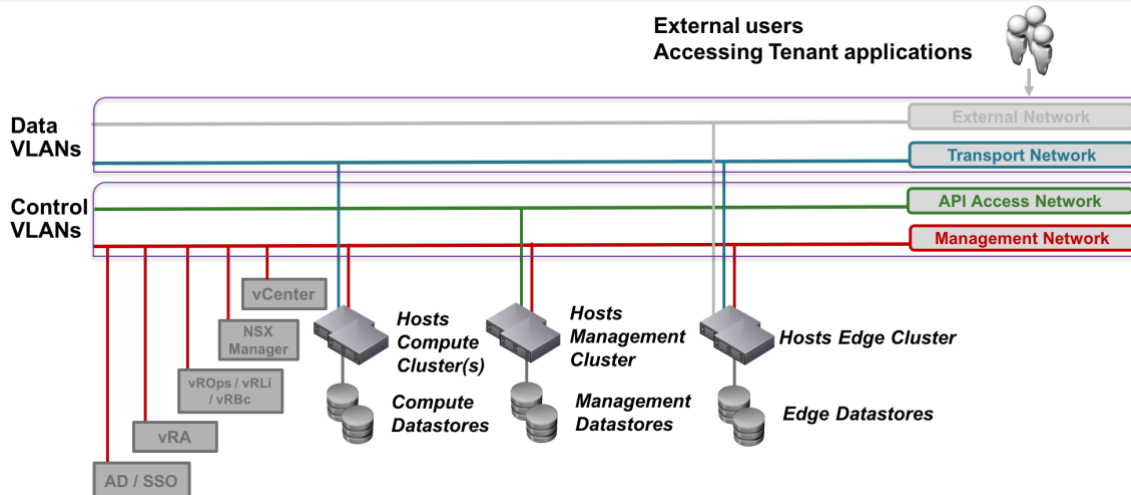 External users
Accessing Tenant applications
Data
VLANs
External Network
Transport Network
Control
VLANs
API Access Network
Management Network
vCenter
NSX
Manager
vROps / vRLi
/ vRBc
vRA
AD / SSO
Hosts
Compute
Cluster(s)
Compute
Datastores
Hosts
Management
Cluster
Management
Datastores
Hosts Edge Cluster
Edge Datastores